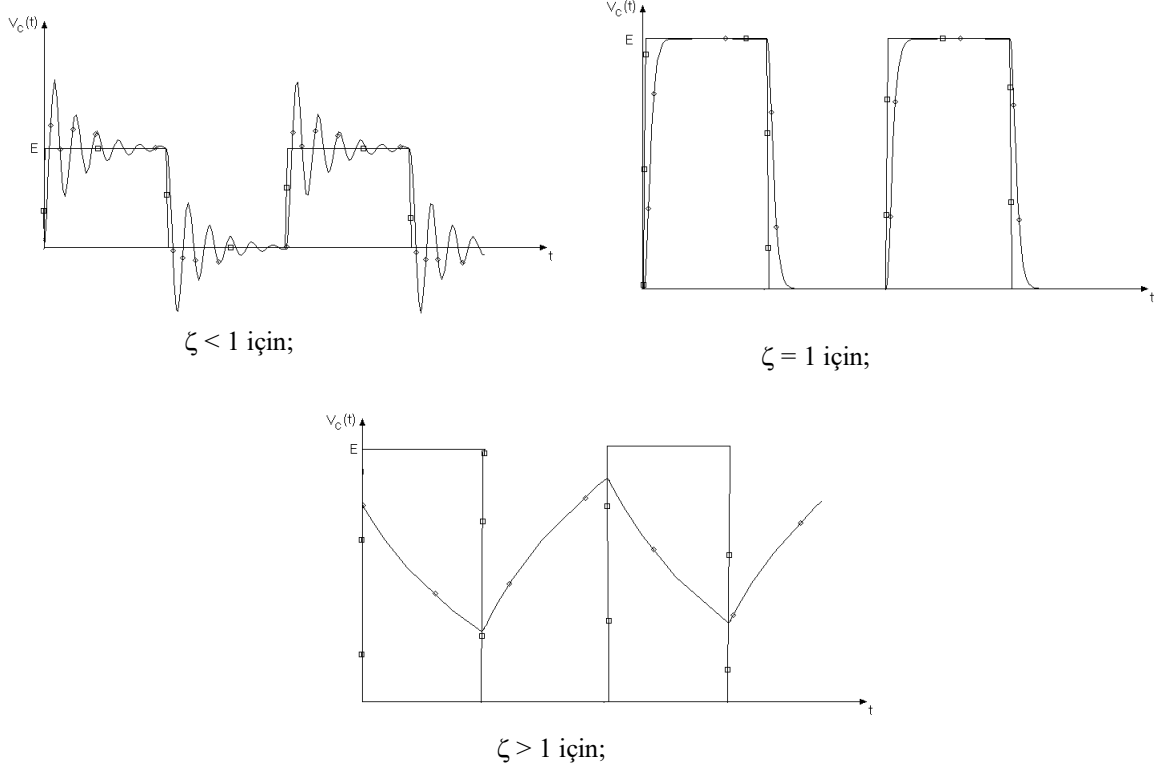 V_C(t)
E
t
ζ < 1 için;
V_C(t)
E
t
ζ = 1 için;
V_C(t)
E
t
ζ > 1 için;